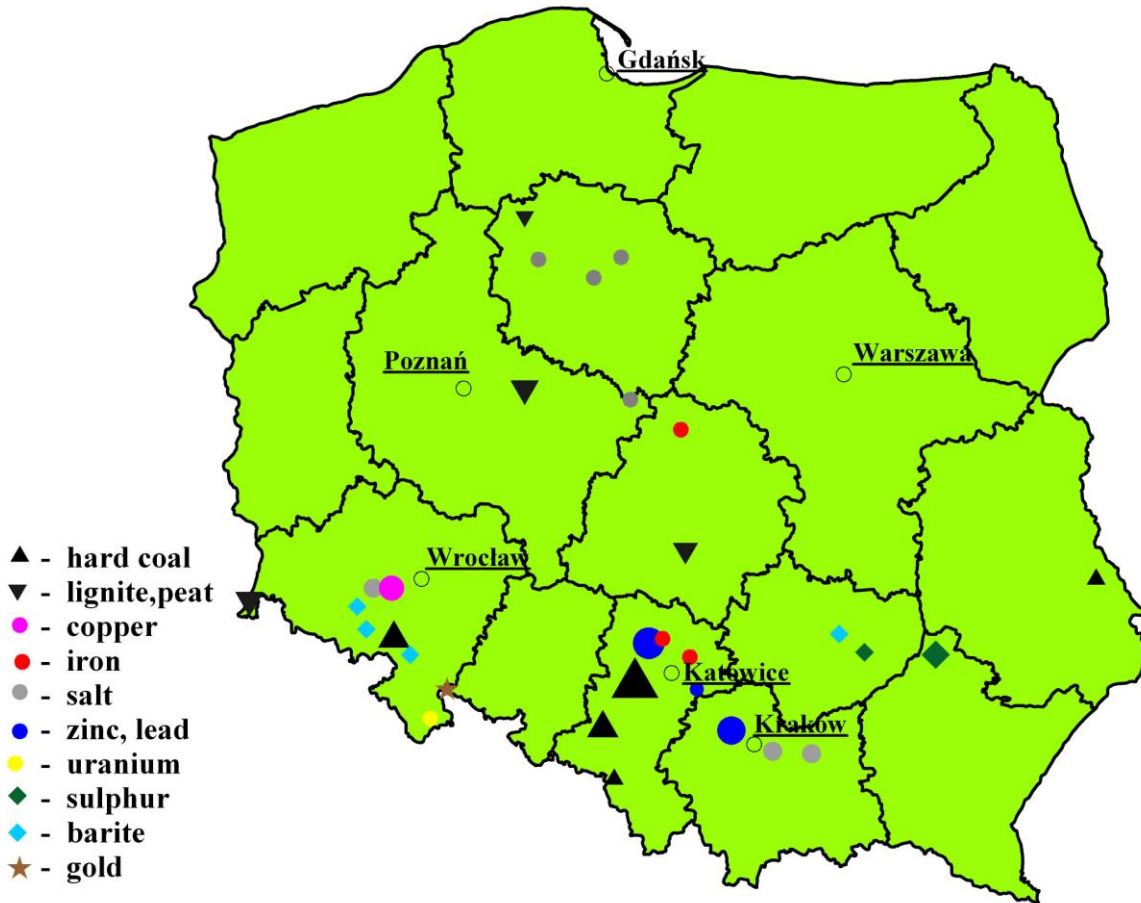 Gdańsk
Poznań
Warszawa
Wrocław
Katowice
Kraków
- hard coal
- lignite,peat
- copper
- iron
- salt
- zinc, lead
- uranium
- sulphur
- barite
- gold